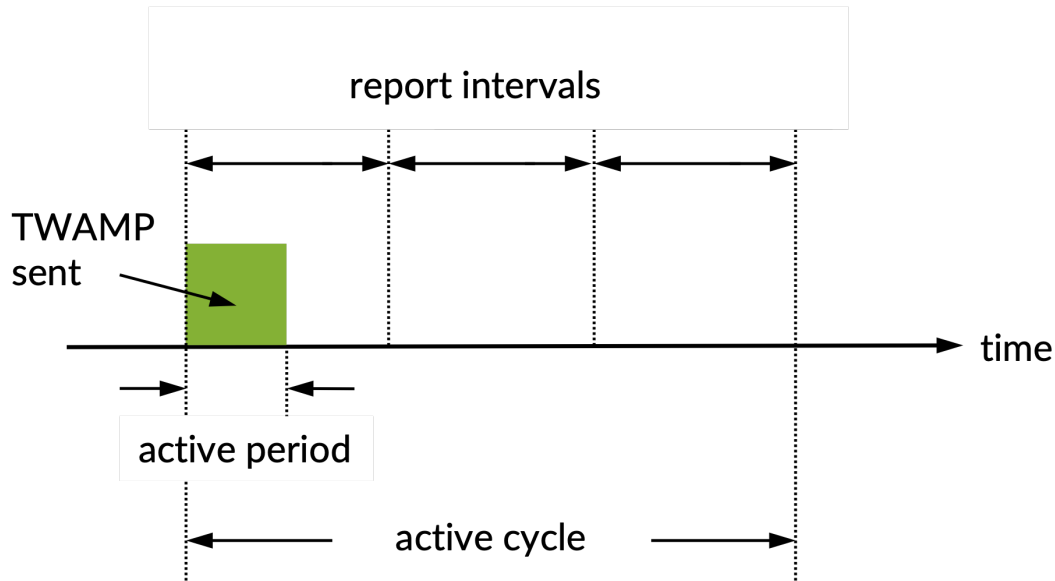 report intervals
TWAMP
sent
time
active period
active cycle